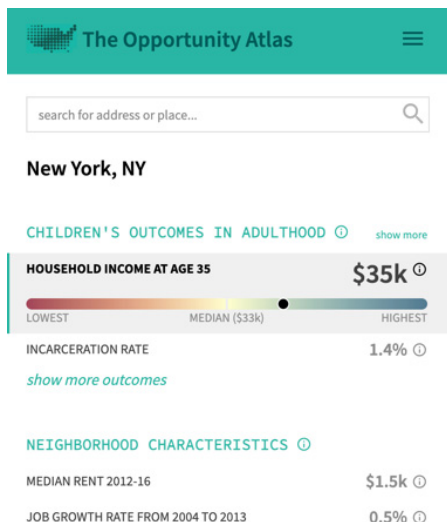 The Opportunity Atlas
search for address or place...
New York, NY
CHILDREN'S OUTCOMES IN ADULTHOOD show more
HOUSEHOLD INCOME AT AGE 35 $35k
LOWEST MEDIAN ($33k) HIGHEST
INCARCERATION RATE 1.4%
show more outcomes
NEIGHBORHOOD CHARACTERISTICS
MEDIAN RENT 2012-16 $1.5k
JOB GROWTH RATE FROM 2004 TO 2013 0.5%